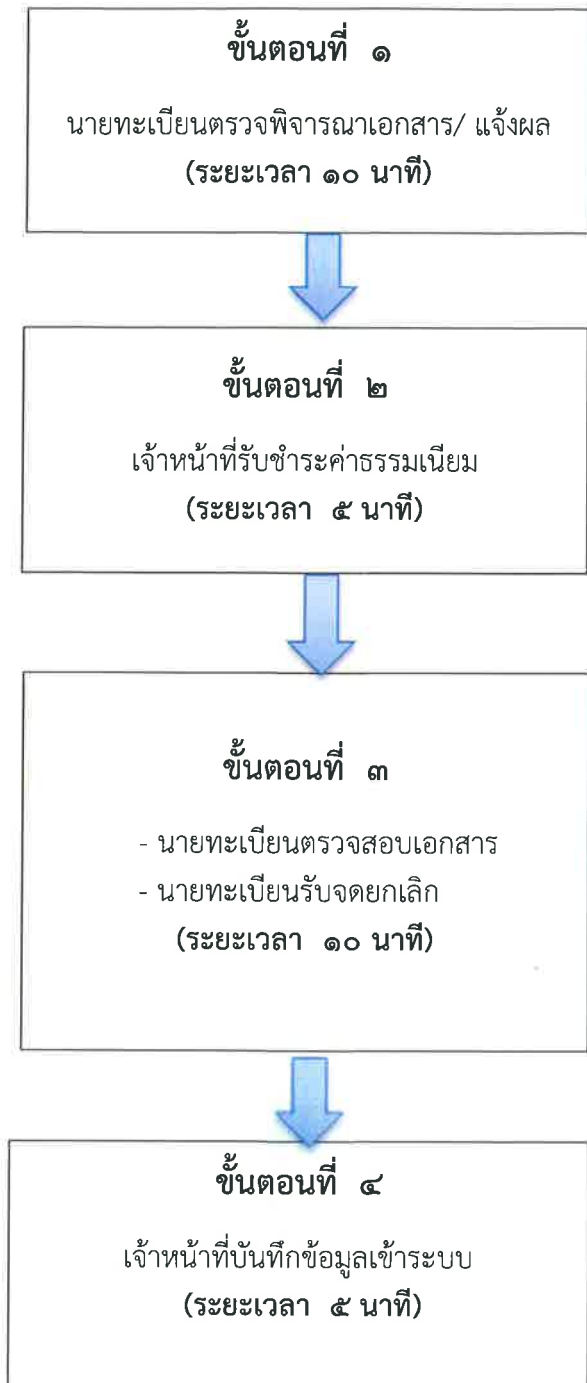 ขั้นตอนที่ ๑
นายทะเบียนตรวจพิจารณาเอกสาร/ แจ้งผล
(ระยะเวลา ๑๐ นาที)
ขั้นตอนที่ ๒
เจ้าหน้าที่รับชำระค่าธรรมเนียม
(ระยะเวลา ๕ นาที)
ขั้นตอนที่ ๓
- นายทะเบียนตรวจสอบเอกสาร
- นายทะเบียนรับจดยกเลิก
(ระยะเวลา ๑๐ นาที)
ขั้นตอนที่ ๔
เจ้าหน้าที่บันทึกข้อมูลเข้าระบบ
(ระยะเวลา ๕ นาที)